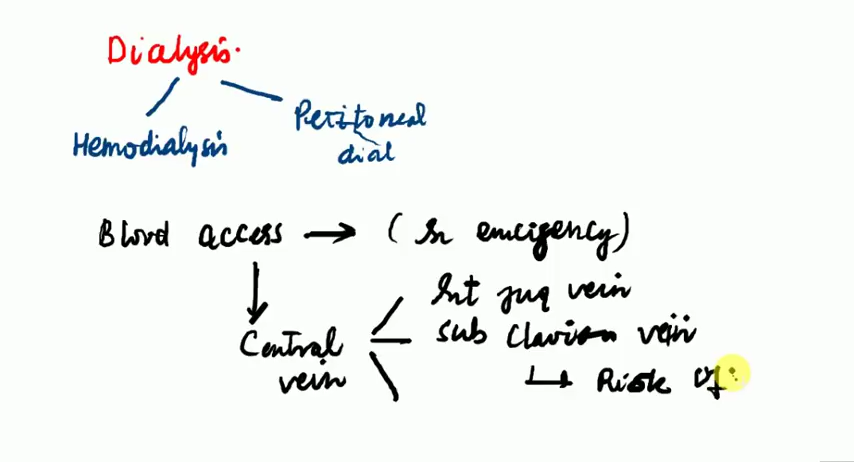 Dialysis.
Hemodialysis
Peritoneal
dial
Blood access → (In emergency)
Int jug vein
Central
vein
sub clavian vein
↳ Risk of